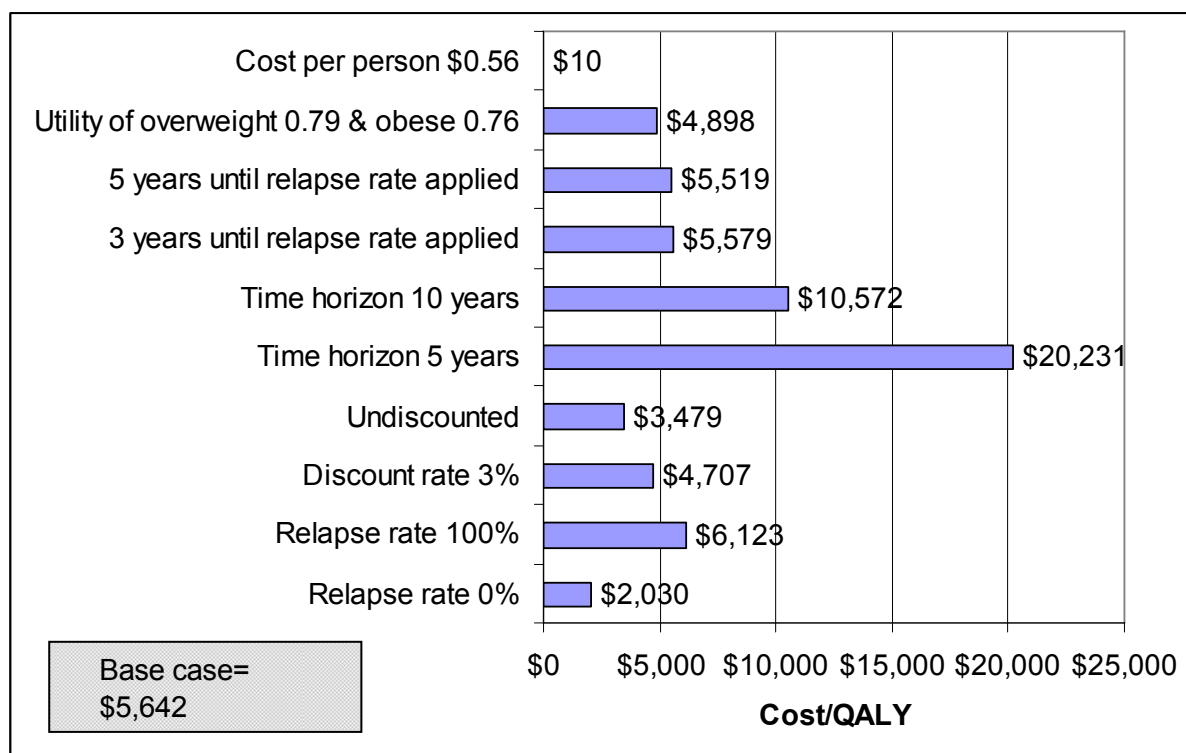 Cost per person $0.56 $10
Utility of overweight 0.79 & obese 0.76 $4,898
5 years until relapse rate applied $5,519
3 years until relapse rate applied $5,579
Time horizon 10 years $10,572
Time horizon 5 years $20,231
Undiscounted $3,479
Discount rate 3% $4,707
Relapse rate 100% $6,123
Relapse rate 0% $2,030
$0 $5,000 $10,000 $15,000 $20,000 $25,000
Cost/QALY
Base case=
$5,642